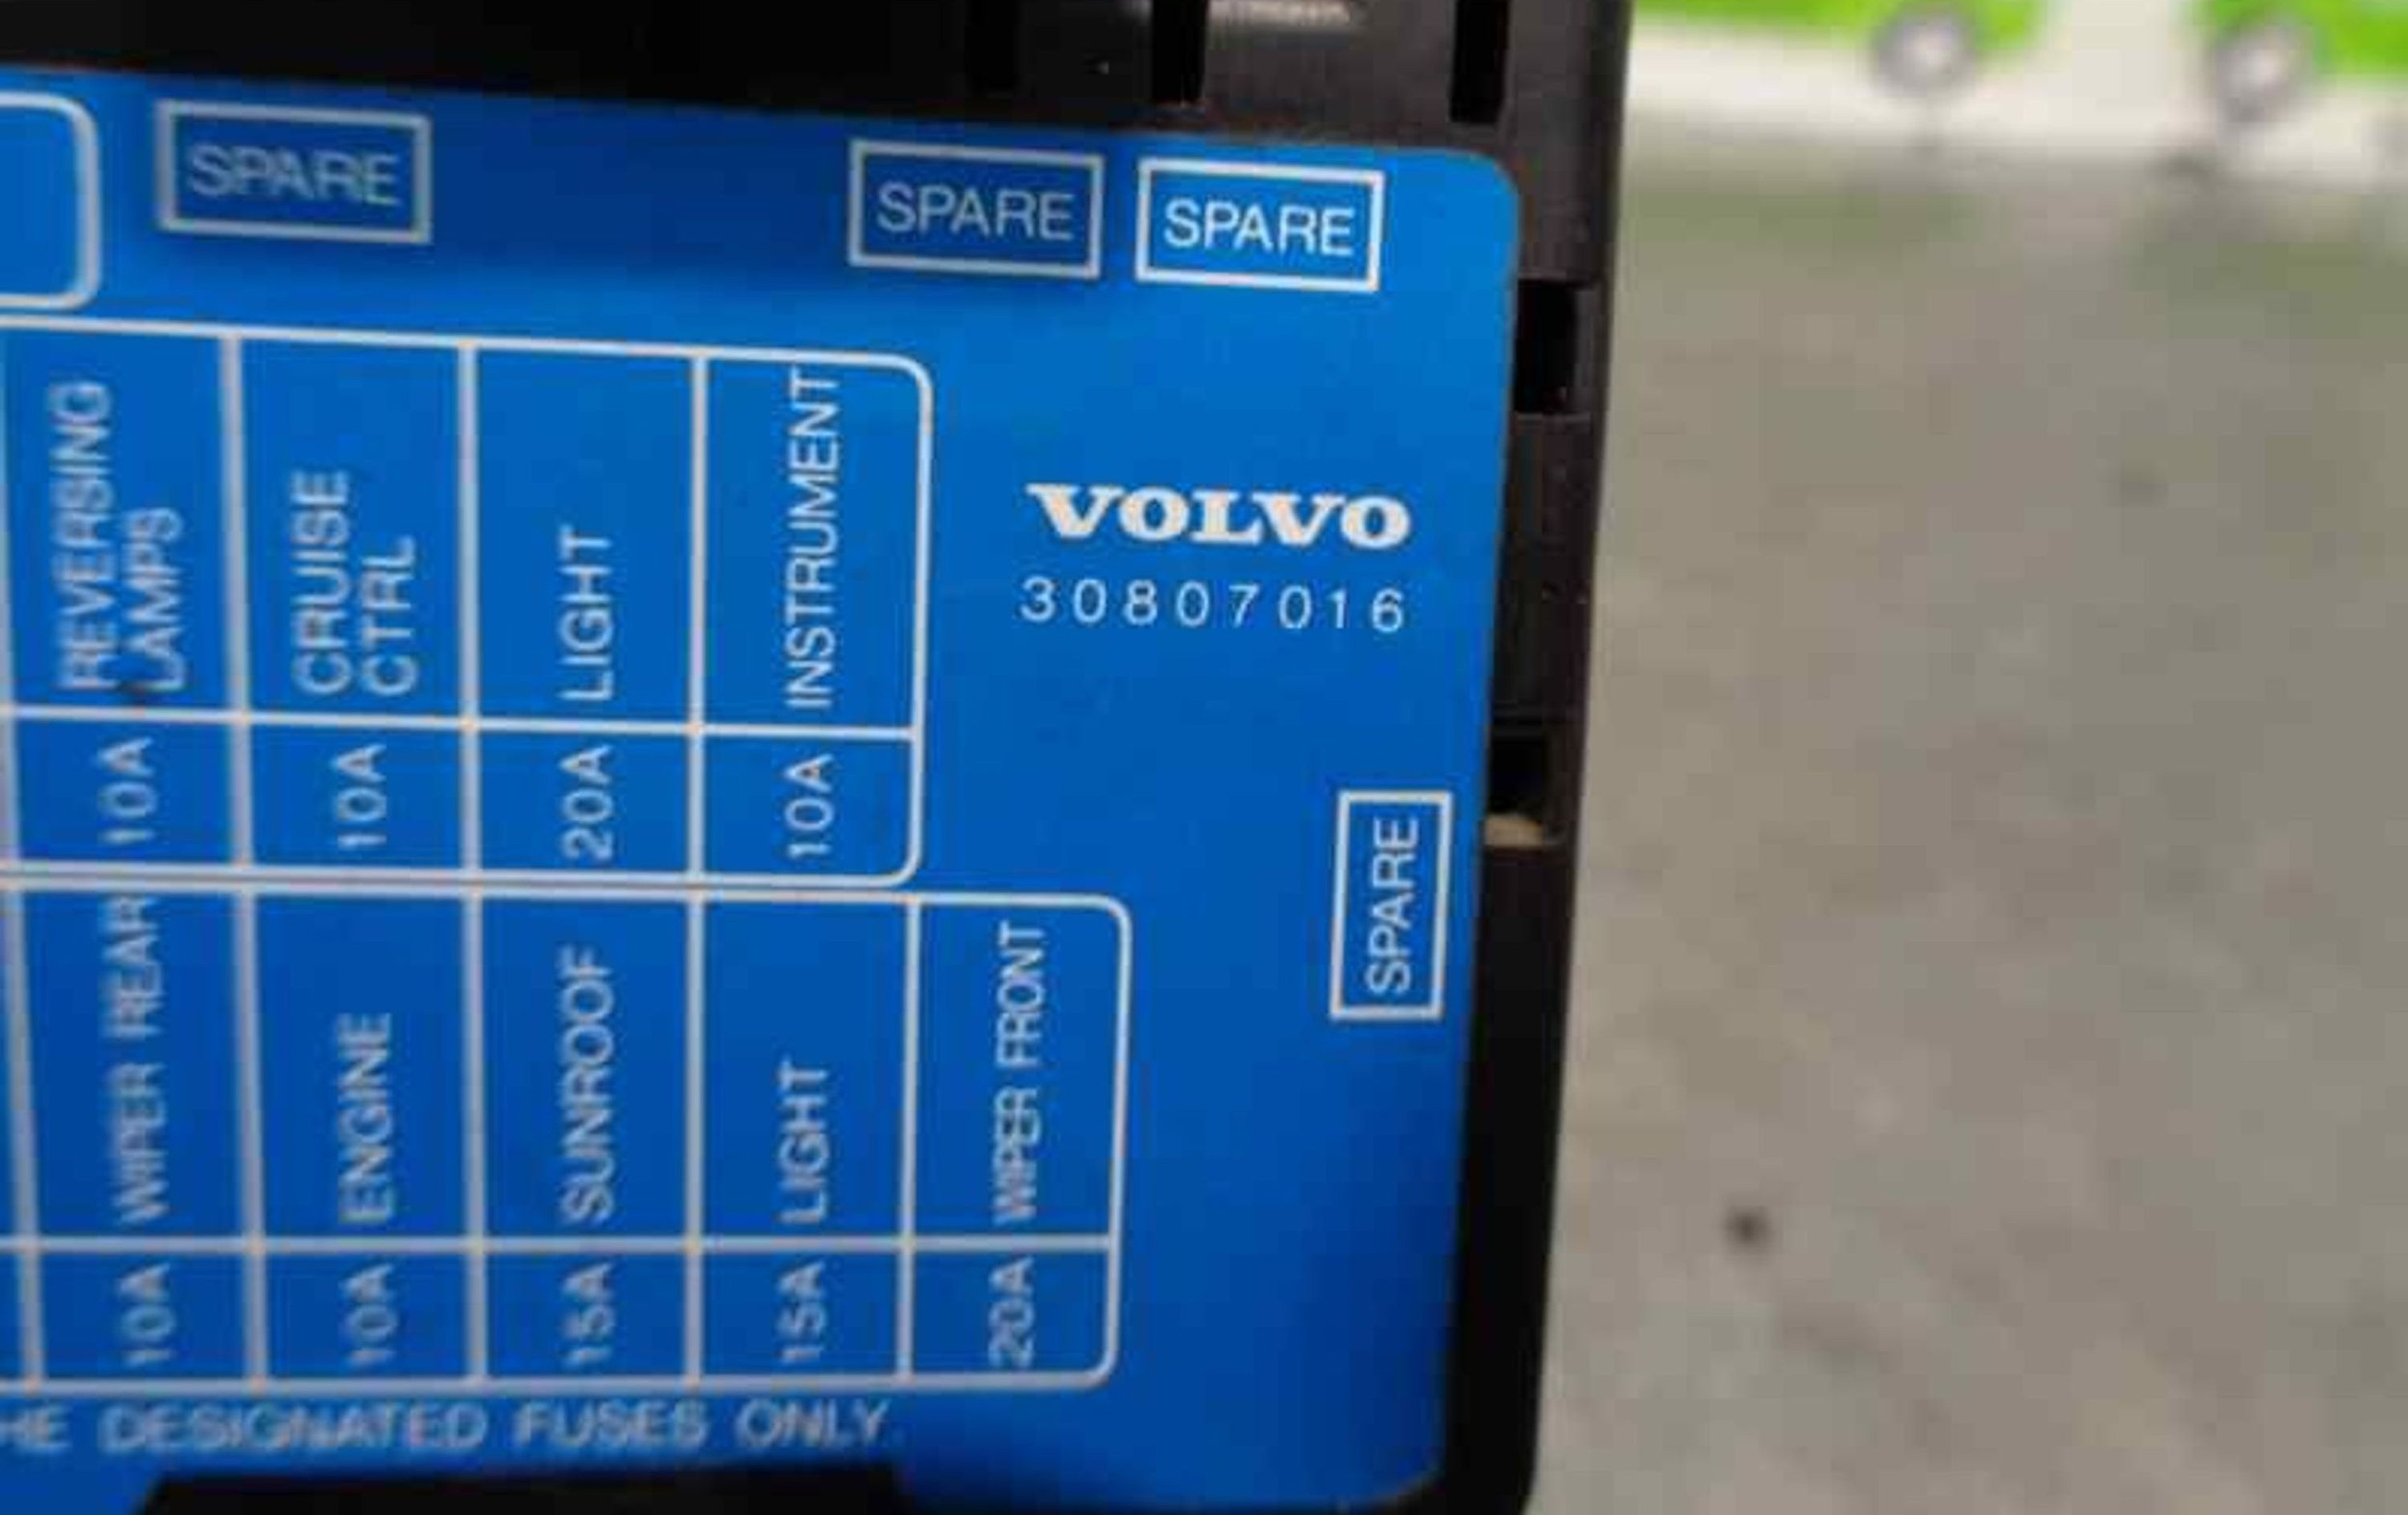 SPARE
SPARE
SPARE
REVERSING
LAMPS
10A
CRUISE
CTRL
10A
LIGHT
20A
INSTRUMENT
10A
VOLVO
30807016
SPARE
WIPER REAR
10A
ENGINE
10A
SUNROOF
15A
LIGHT
15A
WIPER FRONT
20A
HE DESIGNATED FUSES ONLY.